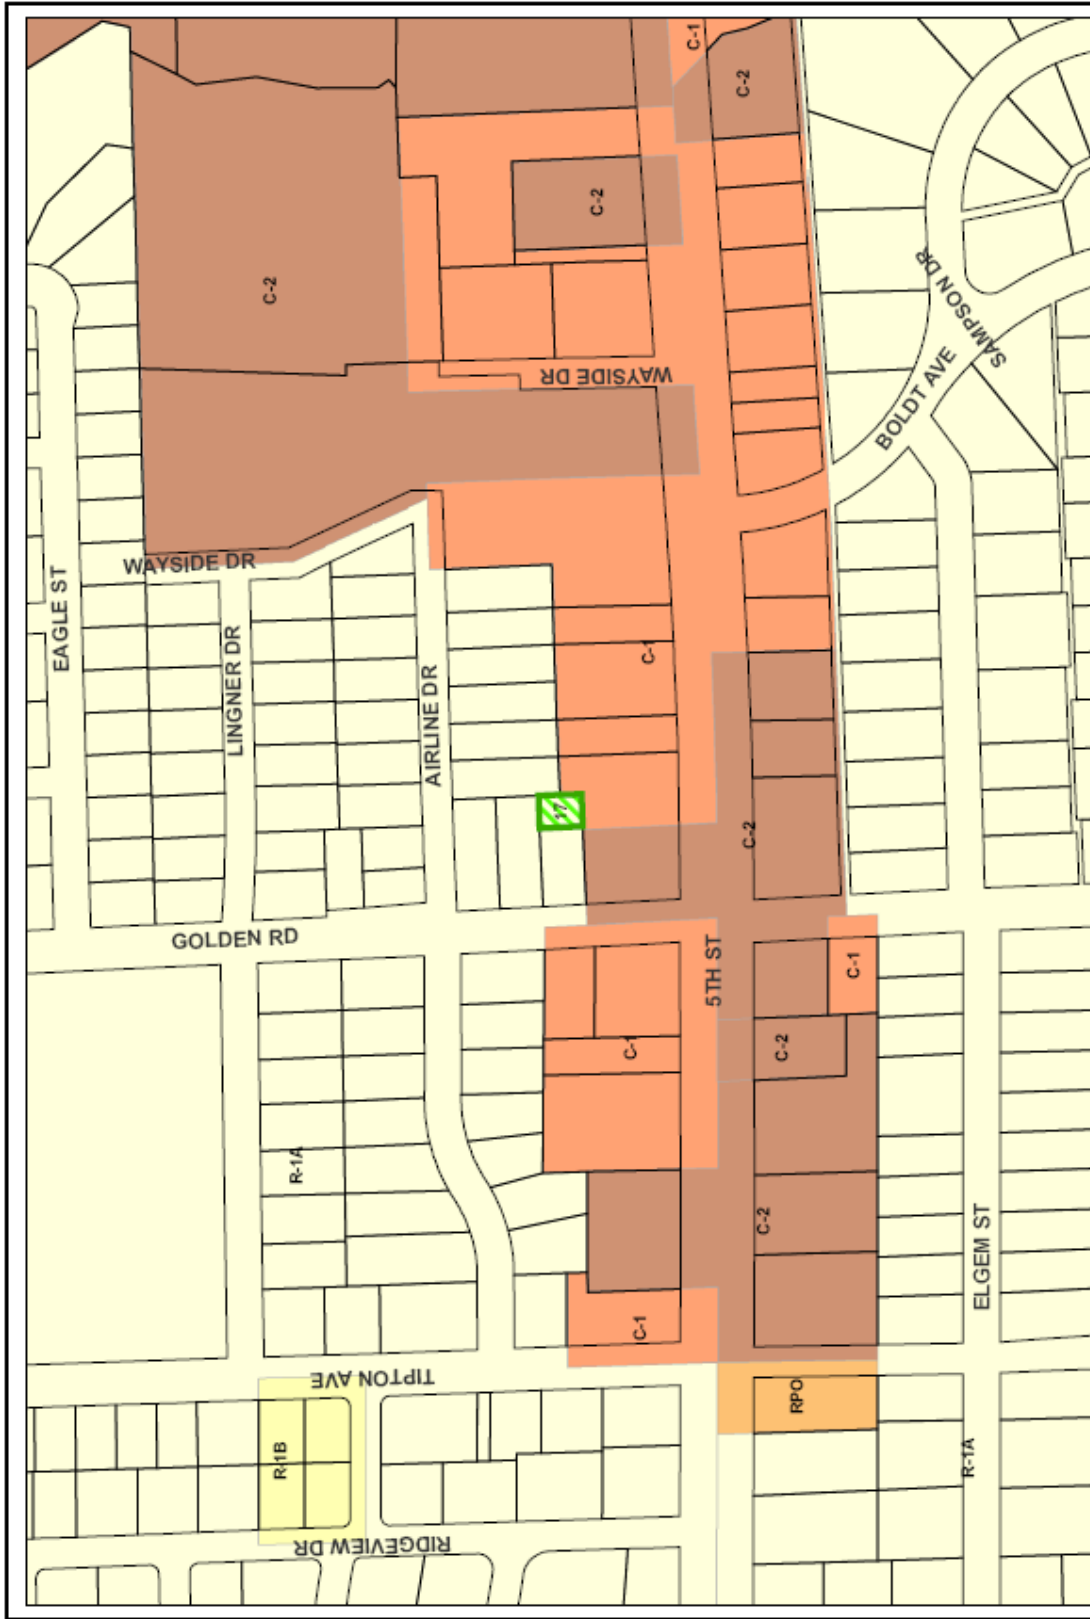 C-1
C-2
C-2
C-2
SAMPSON DR
WAYSIDE DR
BOLDT AVE
WAYSIDE DR
EAGLE ST
LINGNER DR
C-1
AIRLINE DR
17
C-2
GOLDEN RD
5TH ST
C-1
C-1
C-2
R-1A
C-2
ELGEM ST
C-1
TIPTON AVE
RPO
R-1B
R-1A
RIDGEVIEW DR